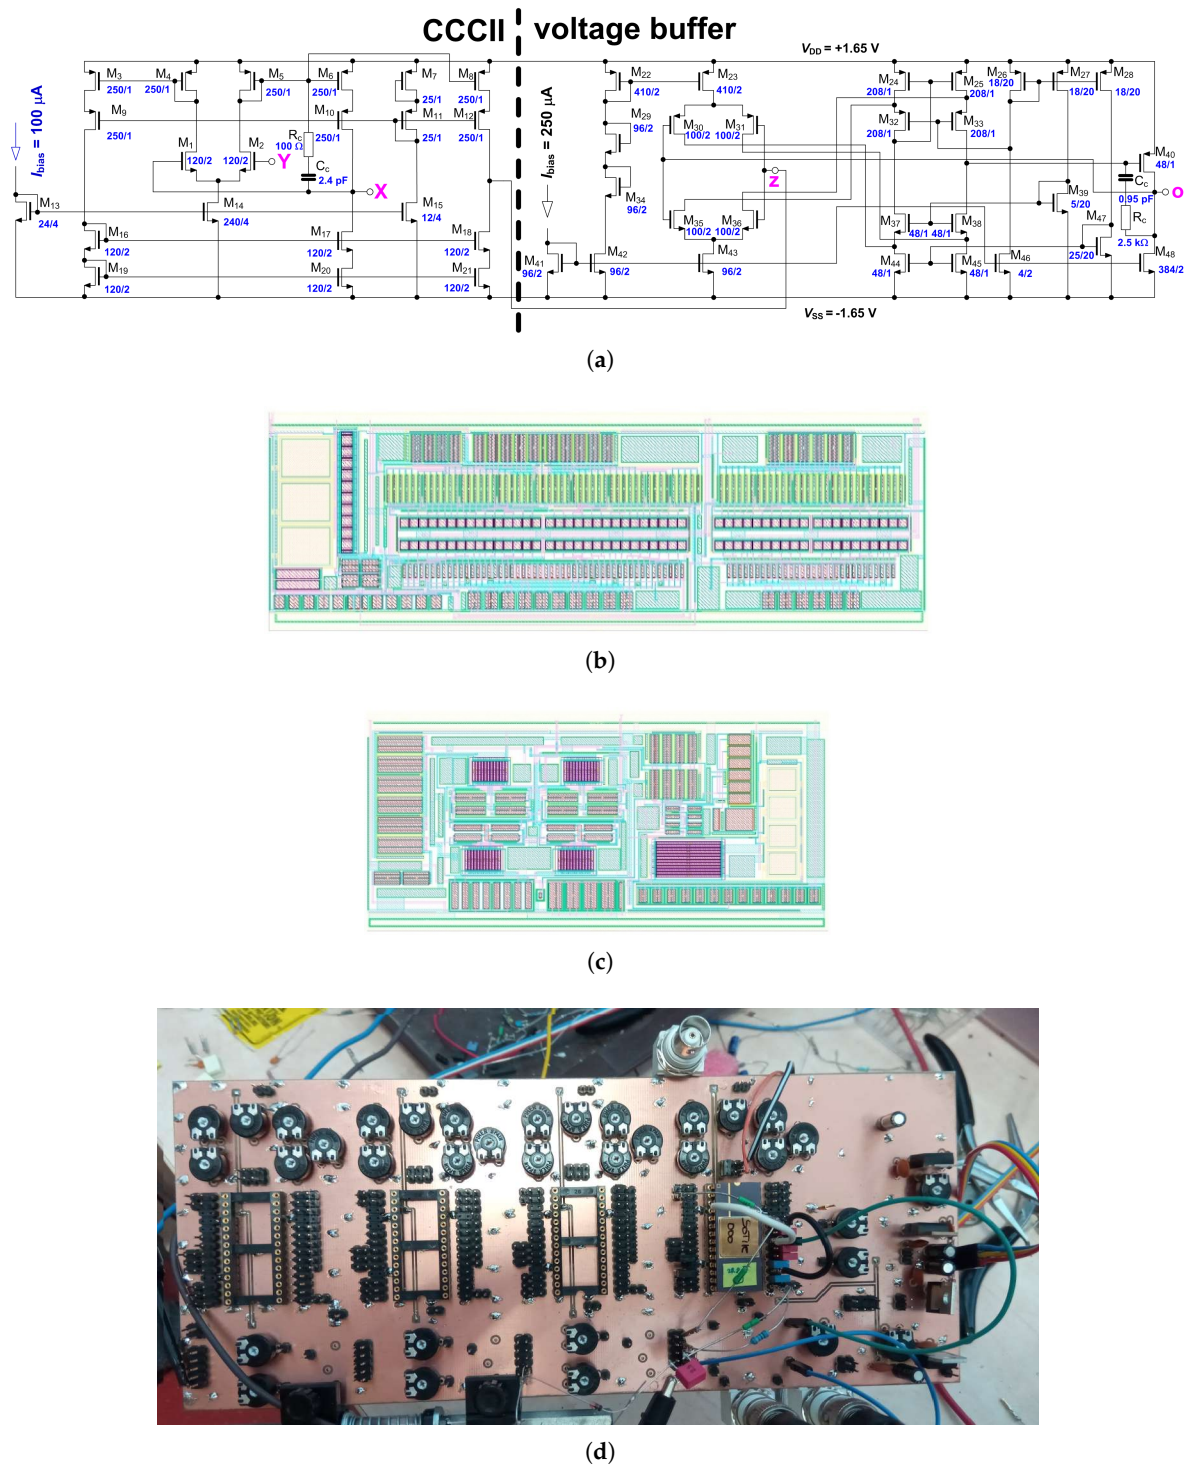 CCCII voltage buffer
V_DD = +1.65 V
I_bias = 100 µA
I_bias = 250 µA
M3 250/1
M4 250/1
M5 250/1
M6 250/1
M7 25/1
M8 250/1
M9 250/1
M10 250/1
M11 25/1
M12 250/1
R_c 100 Ω
C_c 2.4 pF
M1 120/2
M2 120/2
Y
X
M13 24/4
M14 240/4
M15 12/4
M16 120/2
M17 120/2
M18 120/2
M19 120/2
M20 120/2
M21 120/2
M22 410/2
M23 410/2
M29 96/2
M30 100/2
M31 100/2
M34 96/2
z
M35 100/2
M36 100/2
M41 96/2
M42 96/2
M43 96/2
M24 208/1
M25 208/1
M26 18/20
M27 18/20
M28 18/20
M32 208/1
M33 208/1
M40 48/1
C_c 0.95 pF
R_c 2.5 kΩ
o
M39 5/20
M37 48/1
M38 48/1
M47 25/20
M44 48/1
M45 48/1
M46 4/2
M48 384/2
V_SS = -1.65 V
(a)
(b)
(c)
(d)